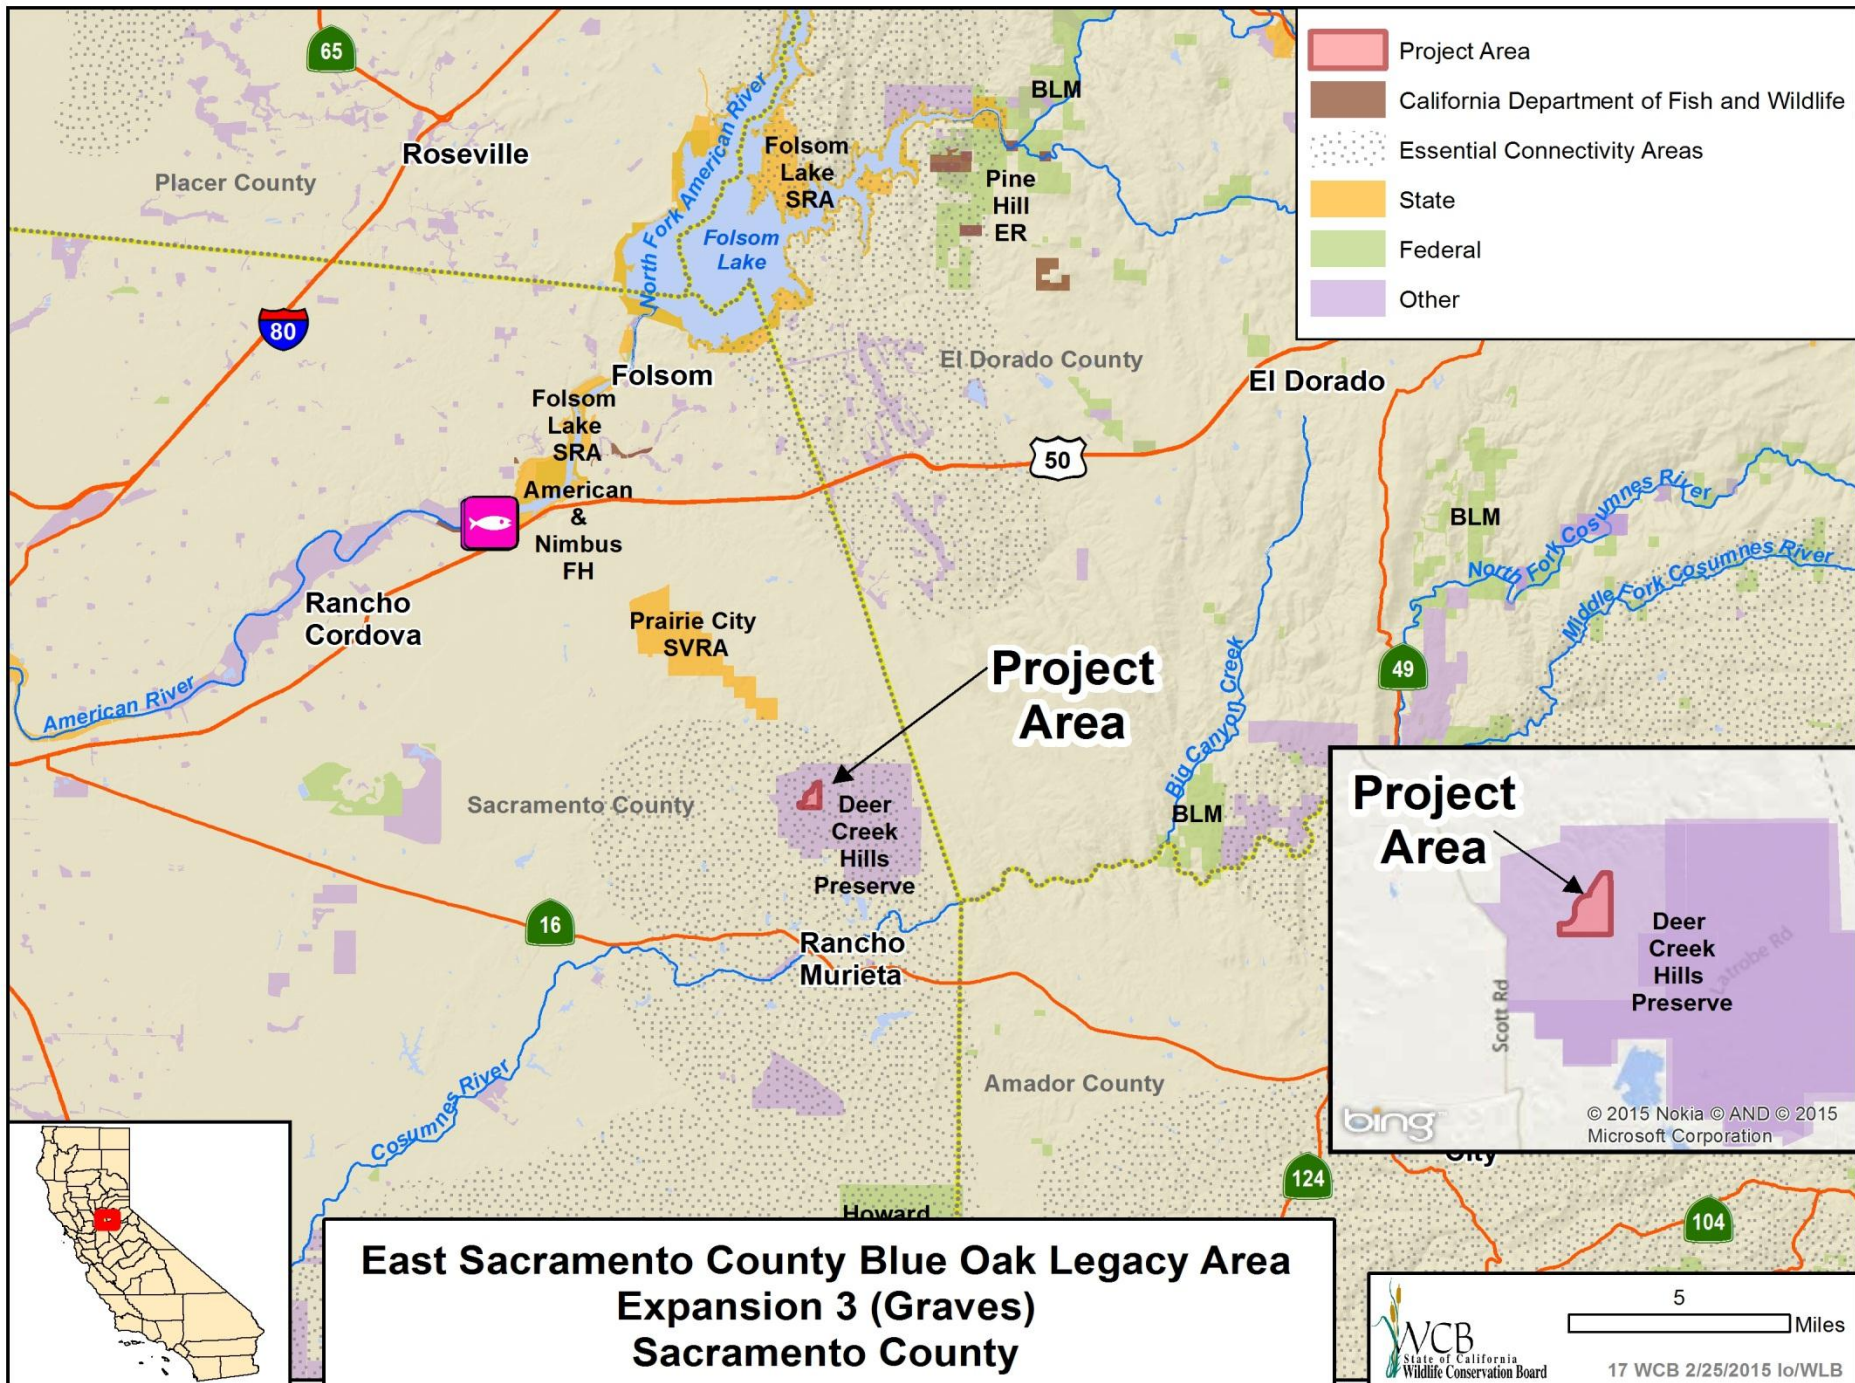 65
Roseville
Placer County
North Fork American River
Folsom
Lake
SRA
Folsom
Lake
BLM
Pine
Hill
ER
Project Area
California Department of Fish and Wildlife
Essential Connectivity Areas
State
Federal
Other
80
Folsom
El Dorado County
El Dorado
Folsom
Lake
SRA
50
American
&
Nimbus
FH
BLM
North Fork Cosumnes River
Middle Fork Cosumnes River
Rancho
Cordova
Prairie City
SVRA
American River
Project
Area
Big Canyon Creek
49
Sacramento County
Deer
Creek
Hills
Preserve
BLM
Project
Area
Deer
Creek
Hills
Preserve
Latrobe Rd
Scott Rd
bing
© 2015 Nokia © AND © 2015
Microsoft Corporation
16
Rancho
Murieta
Cosumnes River
Amador County
City
124
104
Howard
East Sacramento County Blue Oak Legacy Area
Expansion 3 (Graves)
Sacramento County
WCB
State of California
Wildlife Conservation Board
5
Miles
17 WCB 2/25/2015 lo/WLB